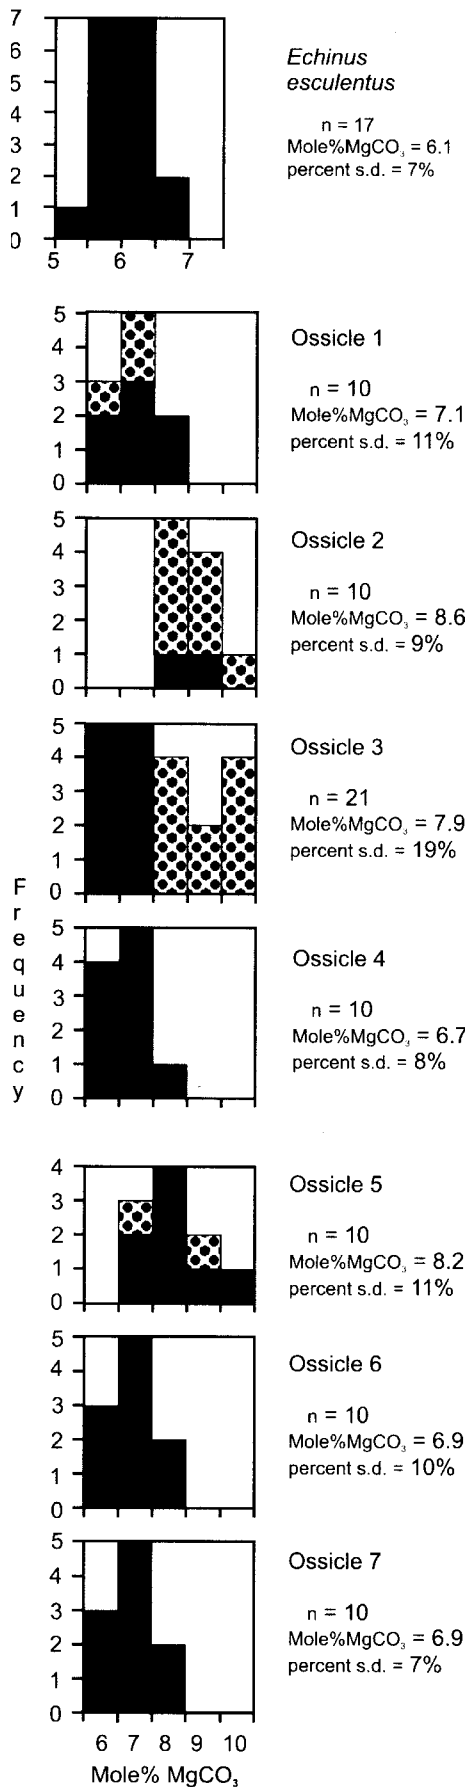 7
6
5
4
3
2
1
0
5 6 7
Echinus
esculentus
n = 17
Mole%MgCO₃ = 6.1
percent s.d. = 7%
5
4
3
2
1
0
Ossicle 1
n = 10
Mole%MgCO₃ = 7.1
percent s.d. = 11%
5
4
3
2
1
0
Ossicle 2
n = 10
Mole%MgCO₃ = 8.6
percent s.d. = 9%
5
4
3
2
1
0
Ossicle 3
n = 21
Mole%MgCO₃ = 7.9
percent s.d. = 19%
Frequency
5
4
3
2
1
0
Ossicle 4
n = 10
Mole%MgCO₃ = 6.7
percent s.d. = 8%
4
3
2
1
0
Ossicle 5
n = 10
Mole%MgCO₃ = 8.2
percent s.d. = 11%
5
4
3
2
1
0
Ossicle 6
n = 10
Mole%MgCO₃ = 6.9
percent s.d. = 10%
5
4
3
2
1
0
Ossicle 7
n = 10
Mole%MgCO₃ = 6.9
percent s.d. = 7%
6 7 8 9 10
Mole% MgCO₃